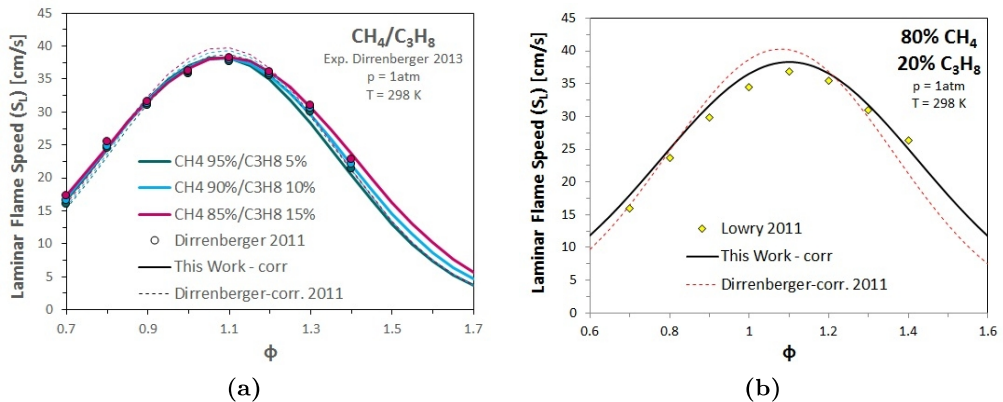 Laminar Flame Speed (SL) [cm/s]
45
40
35
30
25
20
15
10
5
0
0.7
0.9
1.1
1.3
1.5
1.7
Φ
CH4/C3H8
Exp. Dirrenberger 2013
p = 1atm
T = 298 K
CH4 95%/C3H8 5%
CH4 90%/C3H8 10%
CH4 85%/C3H8 15%
Dirrenberger 2011
This Work - corr
Dirrenberger-corr. 2011
(a)
Laminar Flame Speed (SL) [cm/s]
45
40
35
30
25
20
15
10
5
0
0.6
0.8
1
1.2
1.4
1.6
Φ
80% CH4
20% C3H8
p = 1atm
T = 298 K
Lowry 2011
This Work - corr
Dirrenberger-corr. 2011
(b)